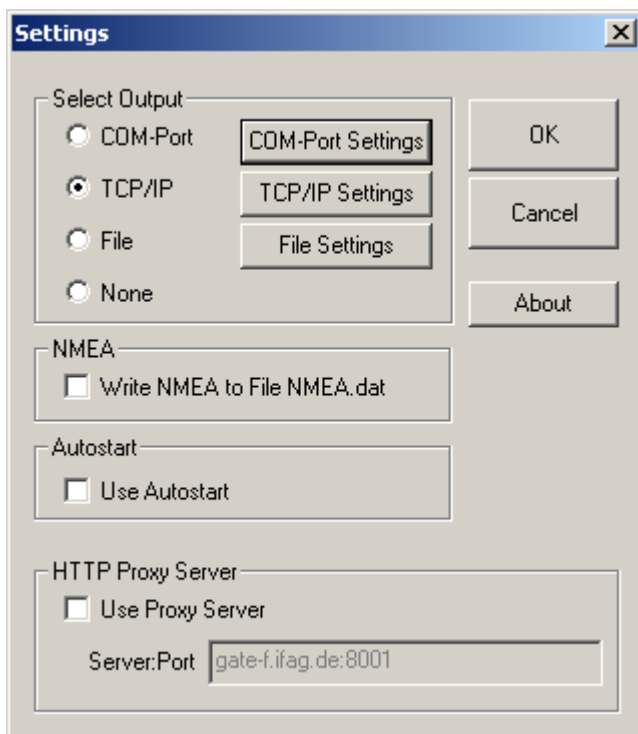 Settings
Select Output
COM-Port
COM-Port Settings
OK
TCP/IP
TCP/IP Settings
Cancel
File
File Settings
None
About
NMEA
Write NMEA to File NMEA.dat
Autostart
Use Autostart
HTTP Proxy Server
Use Proxy Server
Server:Port
gate-f.ifag.de:8001